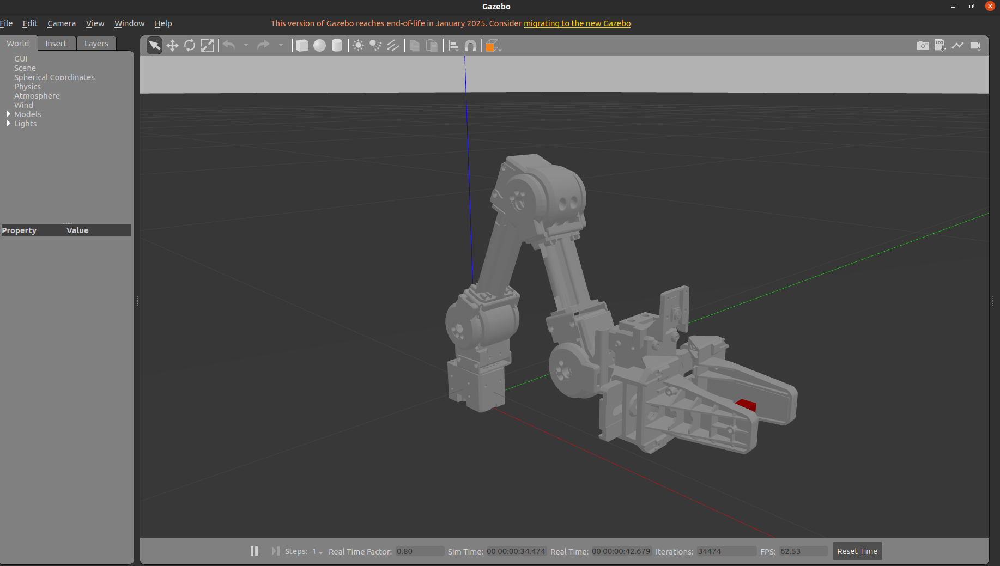 Gazebo
File Edit Camera View Window Help
This version of Gazebo reaches end-of-life in January 2025. Consider migrating to the new Gazebo
World Insert Layers
LOG
GUI
Scene
Spherical Coordinates
Physics
Atmosphere
Wind
Models
Lights
Property Value
Steps: 1 Real Time Factor: 0.80 Sim Time: 00 00:00:34.474 Real Time: 00 00:00:42.679 Iterations: 34474 FPS: 62.53 Reset Time